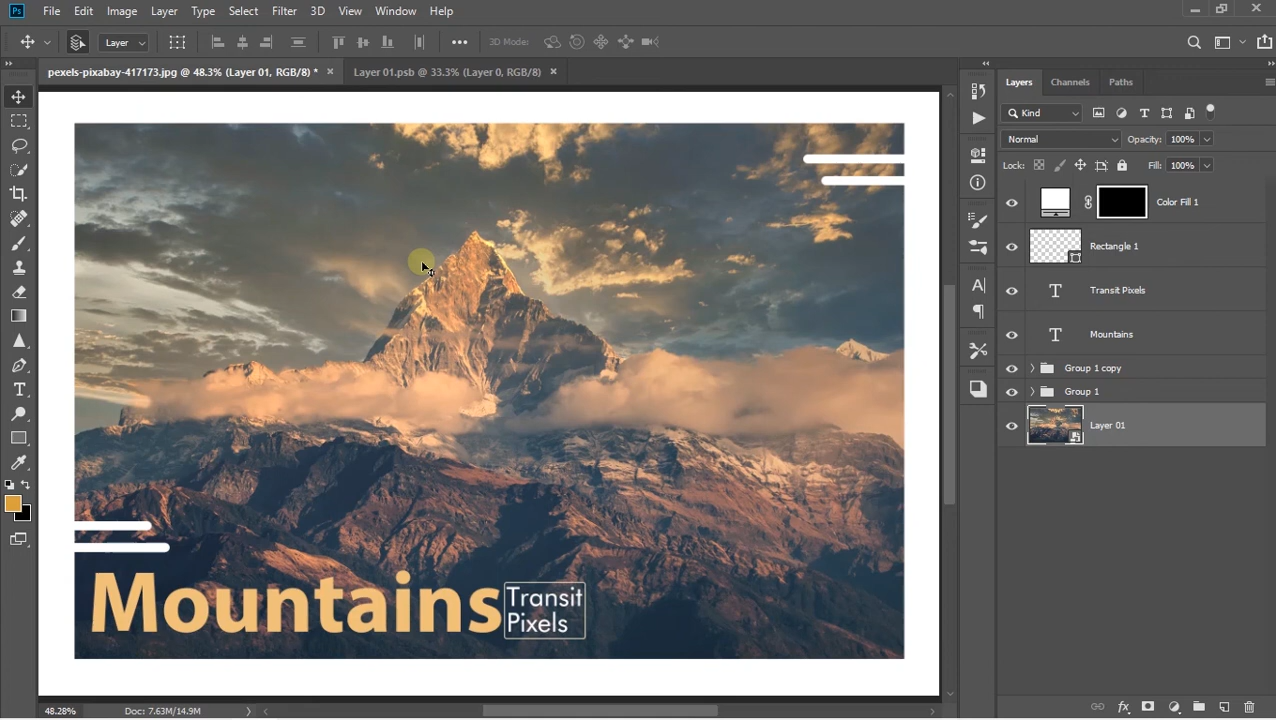 Ps File Edit Image Layer Type Select Filter 3D View Window Help
Layer 3D Mode:
pexels-pixabay-417173.jpg @ 48.3% (Layer 01, RGB/8) * × Layer 01.psb @ 33.3% (Layer 0, RGB/8) ×
Layers Channels Paths
Kind
Normal Opacity: 100%
Lock: Fill: 100%
Color Fill 1
Rectangle 1
Transit Pixels
Mountains
Group 1 copy
Group 1
Layer 01
Mountains
Transit
Pixels
48.28% Doc: 7.63M/14.9M